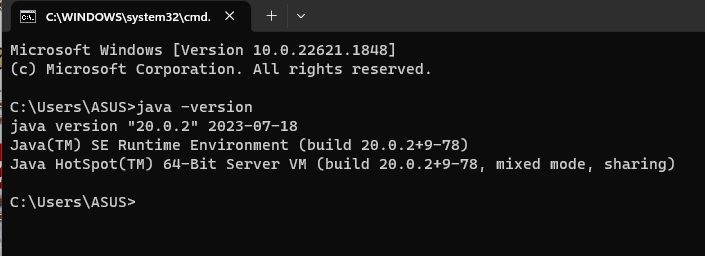 C:\WINDOWS\system32\cmd.
Microsoft Windows [Version 10.0.22621.1848]
(c) Microsoft Corporation. All rights reserved.
C:\Users\ASUS>java -version
java version "20.0.2" 2023-07-18
Java(TM) SE Runtime Environment (build 20.0.2+9-78)
Java HotSpot(TM) 64-Bit Server VM (build 20.0.2+9-78, mixed mode, sharing)
C:\Users\ASUS>